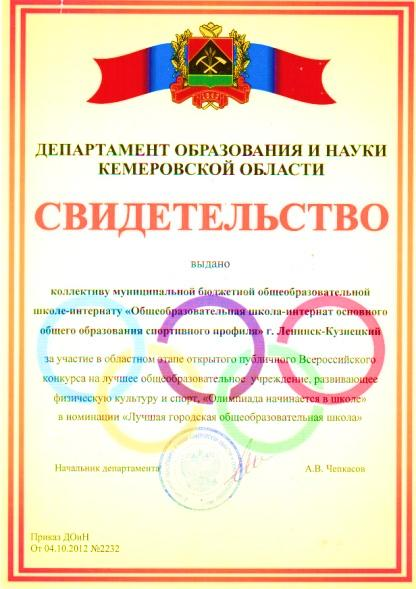 ДЕПАРТАМЕНТ ОБРАЗОВАНИЯ И НАУКИ
КЕМЕРОВСКОЙ ОБЛАСТИ
СВИДЕТЕЛЬСТВО
выдано
коллективу муниципальной бюджетной общеобразовательной
школе-интернату «Общеобразовательная школа-интернат основного
общего образования спортивного профиля» г. Ленинск-Кузнецкий
за участие в областном этапе открытого публичного Всероссийского
конкурса на лучшее общеобразовательное Учреждение, развивающее
физическую культуру и спорт, «Олимпиада начинается в школе»
в номинации «Лучшая городская общеобразовательная школа»
Начальник департамента А.В. Чепкасов
Приказ ДОиН
От 04.10.2012 №2232